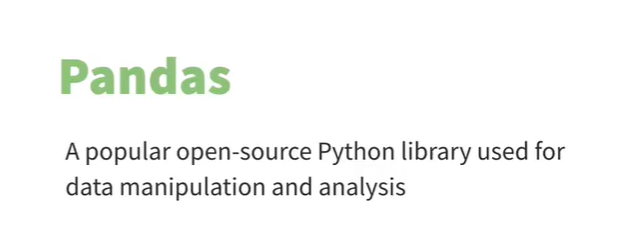 Pandas
A popular open-source Python library used for
data manipulation and analysis